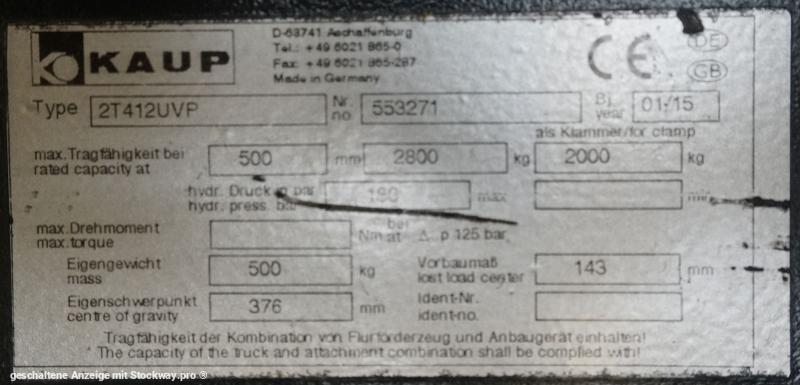 KAUP
D-63741 Aschaffenburg
Tel.: +49 6021 865-0
Fax: +49 6021 865-287
Made in Germany
CE
DE
GB
Type 2T412UVP Nr. no 553271 Bj. year 01/15
als Klammer/for clamp
max.Tragfähigkeit bei rated capacity at 500 mm 2800 kg 2000 kg
hydr. Druck in bar
hydr. press. bar 180 max min
max.Drehmoment
max.torque Nm bei at Δ p 125 bar
Eigengewicht
mass 500 kg
Vorbaumaß
lost load center 143 mm
Eigenschwerpunkt
centre of gravity 376 mm
Ident-Nr.
ident-no.
Tragfähigkeit der Kombination von Flurförderzeug und Anbaugerät einhalten!
The capacity of the truck and attachment combination shall be complied with!
geschaltene Anzeige mit Stockway.pro ®